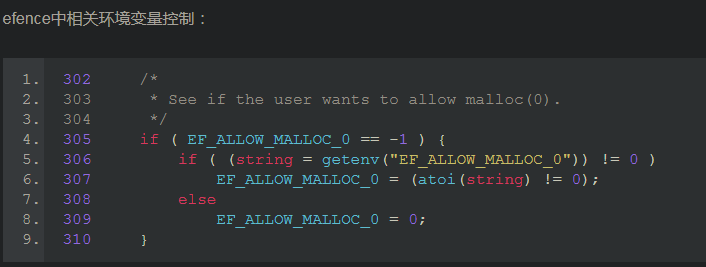 efence中相关环境变量控制：
1. 302     /*
2. 303      * See if the user wants to allow malloc(0).
3. 304      */
4. 305     if ( EF_ALLOW_MALLOC_0 == -1 ) {
5. 306         if ( (string = getenv("EF_ALLOW_MALLOC_0")) != 0 )
6. 307             EF_ALLOW_MALLOC_0 = (atoi(string) != 0);
7. 308         else
8. 309             EF_ALLOW_MALLOC_0 = 0;
9. 310     }